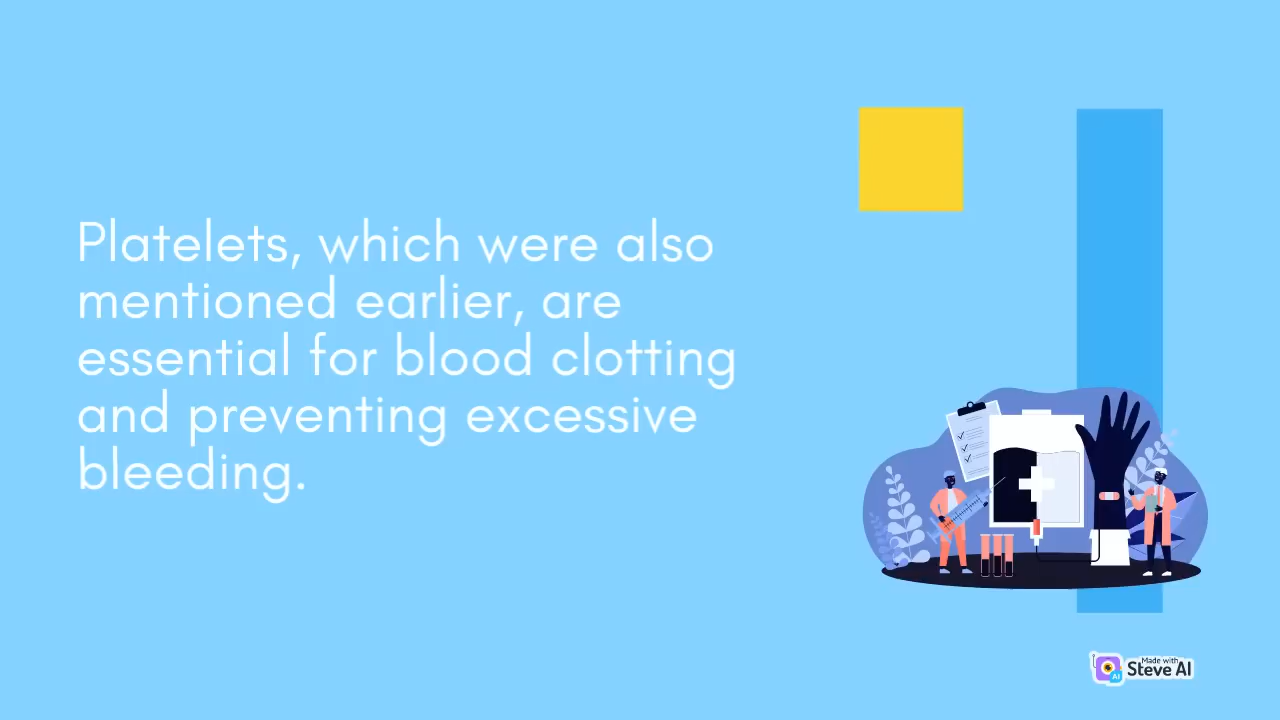 Platelets, which were also
mentioned earlier, are
essential for blood clotting
and preventing excessive
bleeding.
Made with
Steve AI
AI